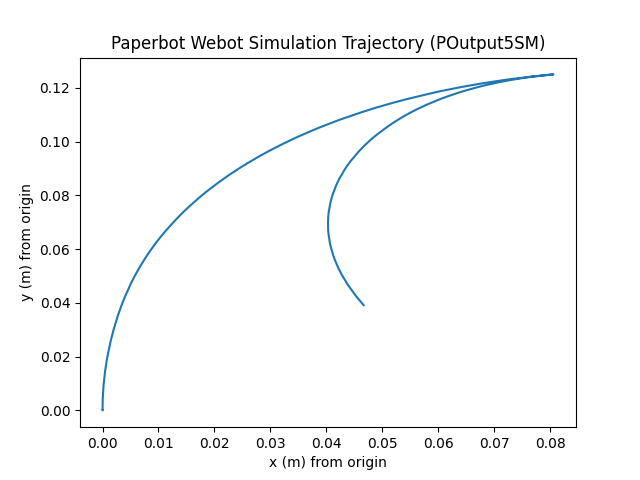 Paperbot Webot Simulation Trajectory (POutput5SM)
y (m) from origin
0.12
0.10
0.08
0.06
0.04
0.02
0.00
0.00 0.01 0.02 0.03 0.04 0.05 0.06 0.07 0.08
x (m) from origin